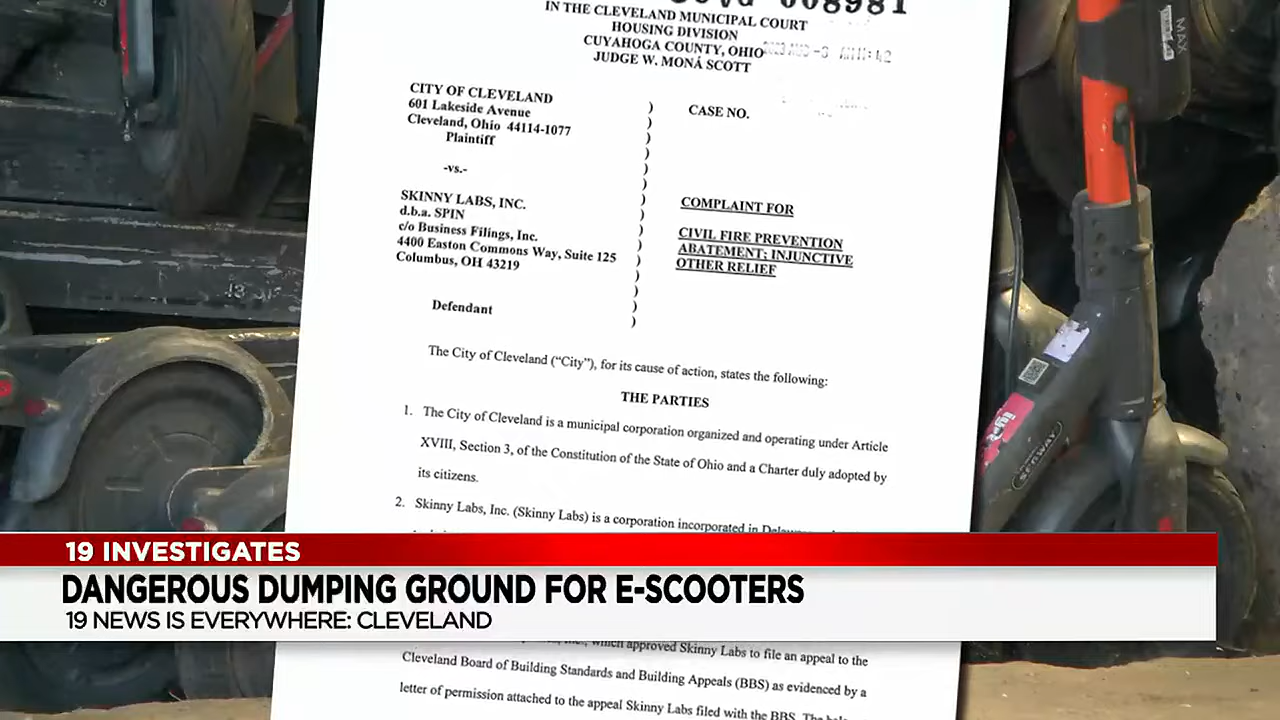 008981
IN THE CLEVELAND MUNICIPAL COURT
HOUSING DIVISION
CUYAHOGA COUNTY, OHIO
JUDGE W. MONÁ SCOTT
CITY OF CLEVELAND
601 Lakeside Avenue
Cleveland, Ohio 44114-1077
Plaintiff
-vs.-
SKINNY LABS, INC.
d.b.a. SPIN
c/o Business Filings, Inc.
4400 Easton Commons Way, Suite 125
Columbus, OH 43219
Defendant
)
)
)
)
)
)
)
)
)
)
)
)
)
)
CASE NO.
COMPLAINT FOR
CIVIL FIRE PREVENTION
ABATEMENT; INJUNCTIVE
OTHER RELIEF
The City of Cleveland (“City”), for its cause of action, states the following:
THE PARTIES
1. The City of Cleveland is a municipal corporation organized and operating under Article
XVIII, Section 3, of the Constitution of the State of Ohio and a Charter duly adopted by
its citizens.
2. Skinny Labs, Inc. (Skinny Labs) is a corporation incorporated in
19 INVESTIGATES
DANGEROUS DUMPING GROUND FOR E-SCOOTERS
19 NEWS IS EVERYWHERE: CLEVELAND
which approved Skinny Labs to file an appeal to the
Cleveland Board of Building Standards and Building Appeals (BBS) as evidenced by a
letter of permission attached to the appeal Skinny Labs filed with the BBS. The
MAX
SEGWAY